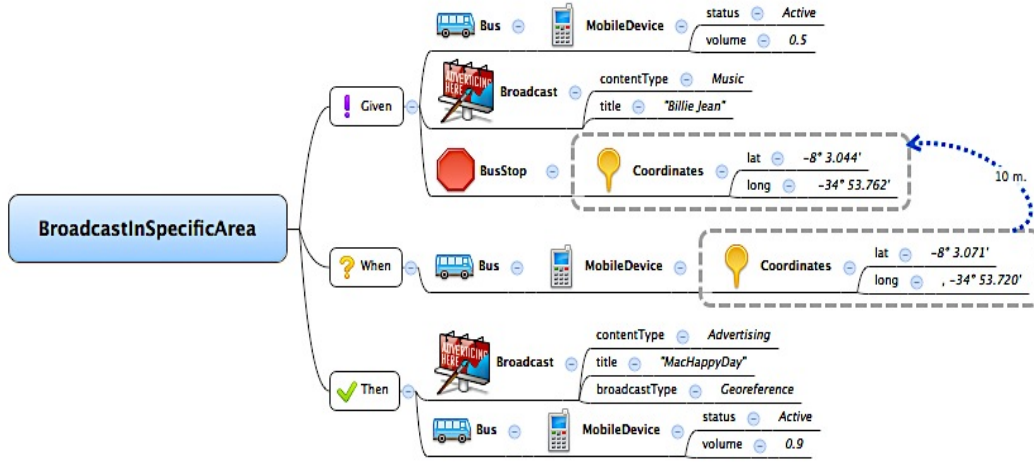 Bus MobileDevice status Active
volume 0.5
ADVERTICING HERE Broadcast contentType Music
title "Billie Jean"
Given
BusStop Coordinates lat -8° 3.044'
long -34° 53.762'
10 m.
BroadcastInSpecificArea
When Bus MobileDevice Coordinates lat -8° 3.071'
long , -34° 53.720'
Then
ADVERTICING HERE Broadcast contentType Advertising
title "MacHappyDay"
broadcastType Georeference
Bus MobileDevice status Active
volume 0.9